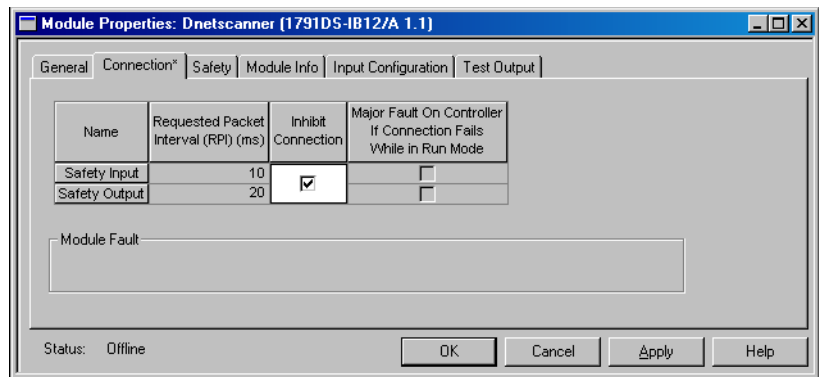 Module Properties: Dnetscanner (1791DS-IB12/A 1.1)
General Connection* Safety Module Info Input Configuration Test Output
Name Requested Packet Interval (RPI) (ms) Inhibit Connection Major Fault On Controller If Connection Fails While in Run Mode
Safety Input 10
Safety Output 20
Module Fault
Status: Offline OK Cancel Apply Help